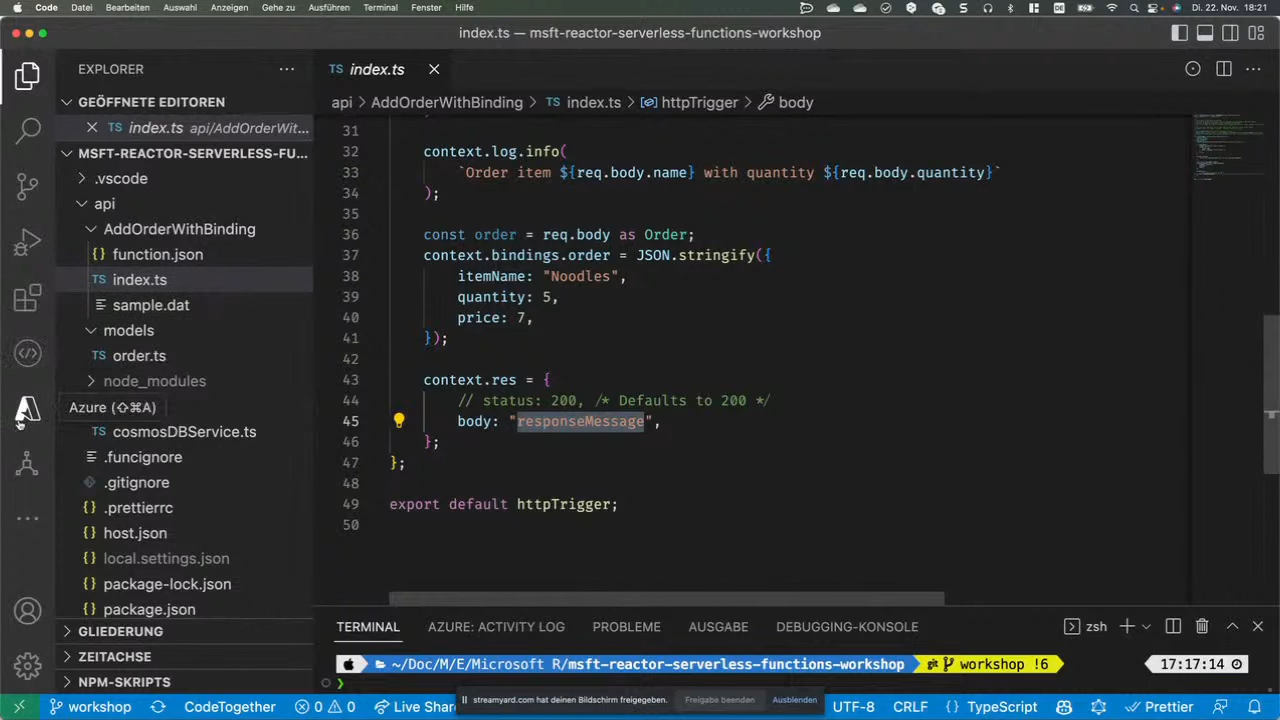 Code Datei Bearbeiten Auswahl Anzeigen Gehe zu Ausführen Terminal Fenster Hilfe DE Di. 22. Nov. 18:21
index.ts — msft-reactor-serverless-functions-workshop
EXPLORER
GEÖFFNETE EDITOREN
TS index.ts api/AddOrderWit...
MSFT-REACTOR-SERVERLESS-FU...
.vscode
api
AddOrderWithBinding
{} function.json
TS index.ts
sample.dat
models
TS order.ts
node_modules
Azure (⇧⌘A)
TS cosmosDBService.ts
.funcignore
.gitignore
{} .prettierrc
{} host.json
{} local.settings.json
{} package-lock.json
{} package.json
GLIEDERUNG
ZEITACHSE
NPM-SKRIPTS
TS index.ts
api > AddOrderWithBinding > TS index.ts > httpTrigger > body
31
32 context.log.info(
33 `Order item ${req.body.name} with quantity ${req.body.quantity}`
34 );
35
36 const order = req.body as Order;
37 context.bindings.order = JSON.stringify({
38 itemName: "Noodles",
39 quantity: 5,
40 price: 7,
41 });
42
43 context.res = {
44 // status: 200, /* Defaults to 200 */
45 body: "responseMessage",
46 };
47 };
48
49 export default httpTrigger;
50
TERMINAL AZURE: ACTIVITY LOG PROBLEME AUSGABE DEBUGGING-KONSOLE zsh
~/Doc/M/E/Microsoft R/msft-reactor-serverless-functions-workshop git workshop !6 17:17:14
❯
streamyard.com hat deinen Bildschirm freigegeben. Freigabe beenden Ausblenden
workshop CodeTogether 0 0 Live Share UTF-8 CRLF {} TypeScript Prettier